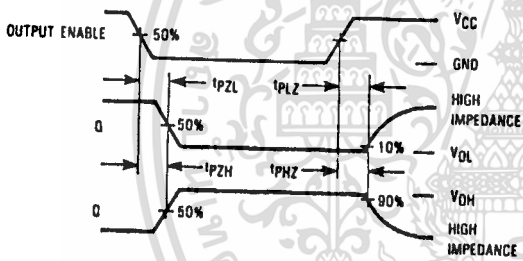 OUTPUT ENABLE
50%
VCC
GND
tPZL
tPLZ
HIGH
IMPEDANCE
Q
50%
10%
VOL
tPZH
tPHZ
VOH
Q
50%
90%
HIGH
IMPEDANCE